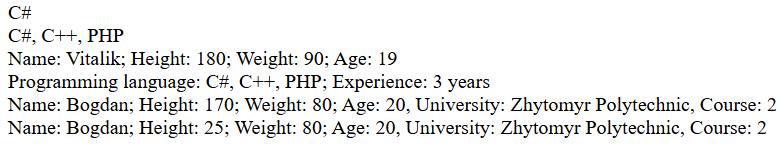 C#
C#, C++, PHP
Name: Vitalik; Height: 180; Weight: 90; Age: 19
Programming language: C#, C++, PHP; Experience: 3 years
Name: Bogdan; Height: 170; Weight: 80; Age: 20, University: Zhytomyr Polytechnic, Course: 2
Name: Bogdan; Height: 25; Weight: 80; Age: 20, University: Zhytomyr Polytechnic, Course: 2